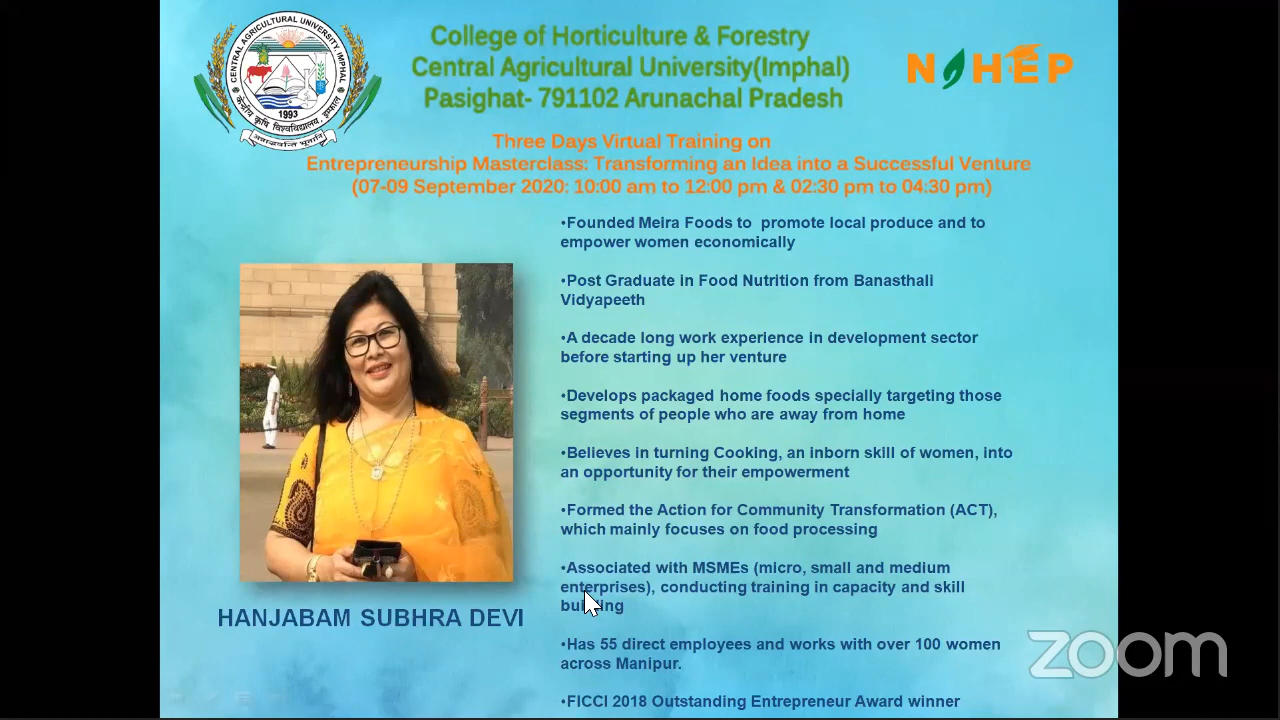 CENTRAL AGRICULTURAL UNIVERSITY, IMPHAL
1993
केन्द्रीय कृषि विश्वविद्यालय, इम्फाल
College of Horticulture & Forestry
Central Agricultural University(Imphal)
Pasighat- 791102 Arunachal Pradesh
NAHEP
Three Days Virtual Training on
Entrepreneurship Masterclass: Transforming an Idea into a Successful Venture
(07-09 September 2020: 10:00 am to 12:00 pm & 02:30 pm to 04:30 pm)
HANJABAM SUBHRA DEVI
•Founded Meira Foods to promote local produce and to
empower women economically
•Post Graduate in Food Nutrition from Banasthali
Vidyapeeth
•A decade long work experience in development sector
before starting up her venture
•Develops packaged home foods specially targeting those
segments of people who are away from home
•Believes in turning Cooking, an inborn skill of women, into
an opportunity for their empowerment
•Formed the Action for Community Transformation (ACT),
which mainly focuses on food processing
•Associated with MSMEs (micro, small and medium
enterprises), conducting training in capacity and skill
building
•Has 55 direct employees and works with over 100 women
across Manipur.
•FICCI 2018 Outstanding Entrepreneur Award winner
zoom